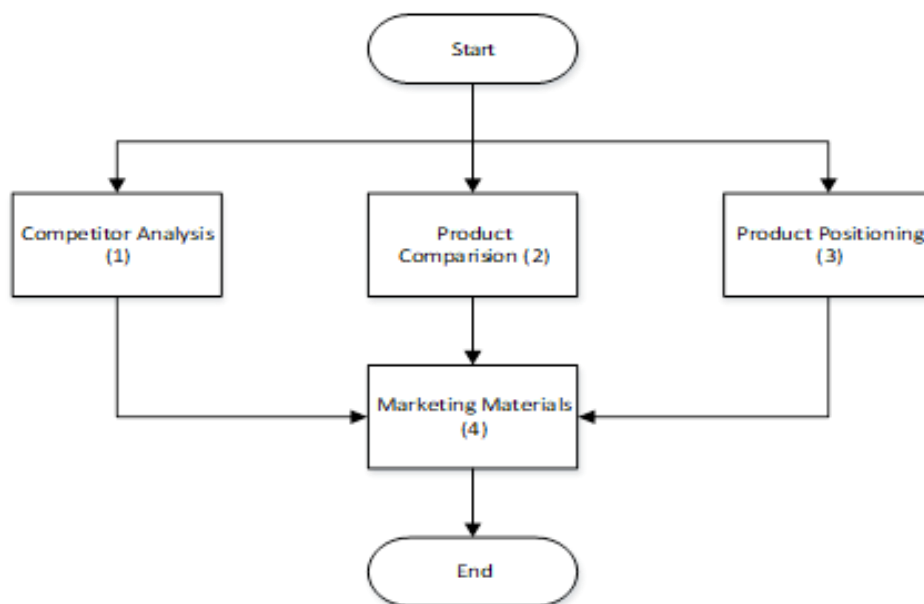 Start
Competitor Analysis
(1)
Product
Comparision (2)
Product Positioning
(3)
Marketing Materials
(4)
End